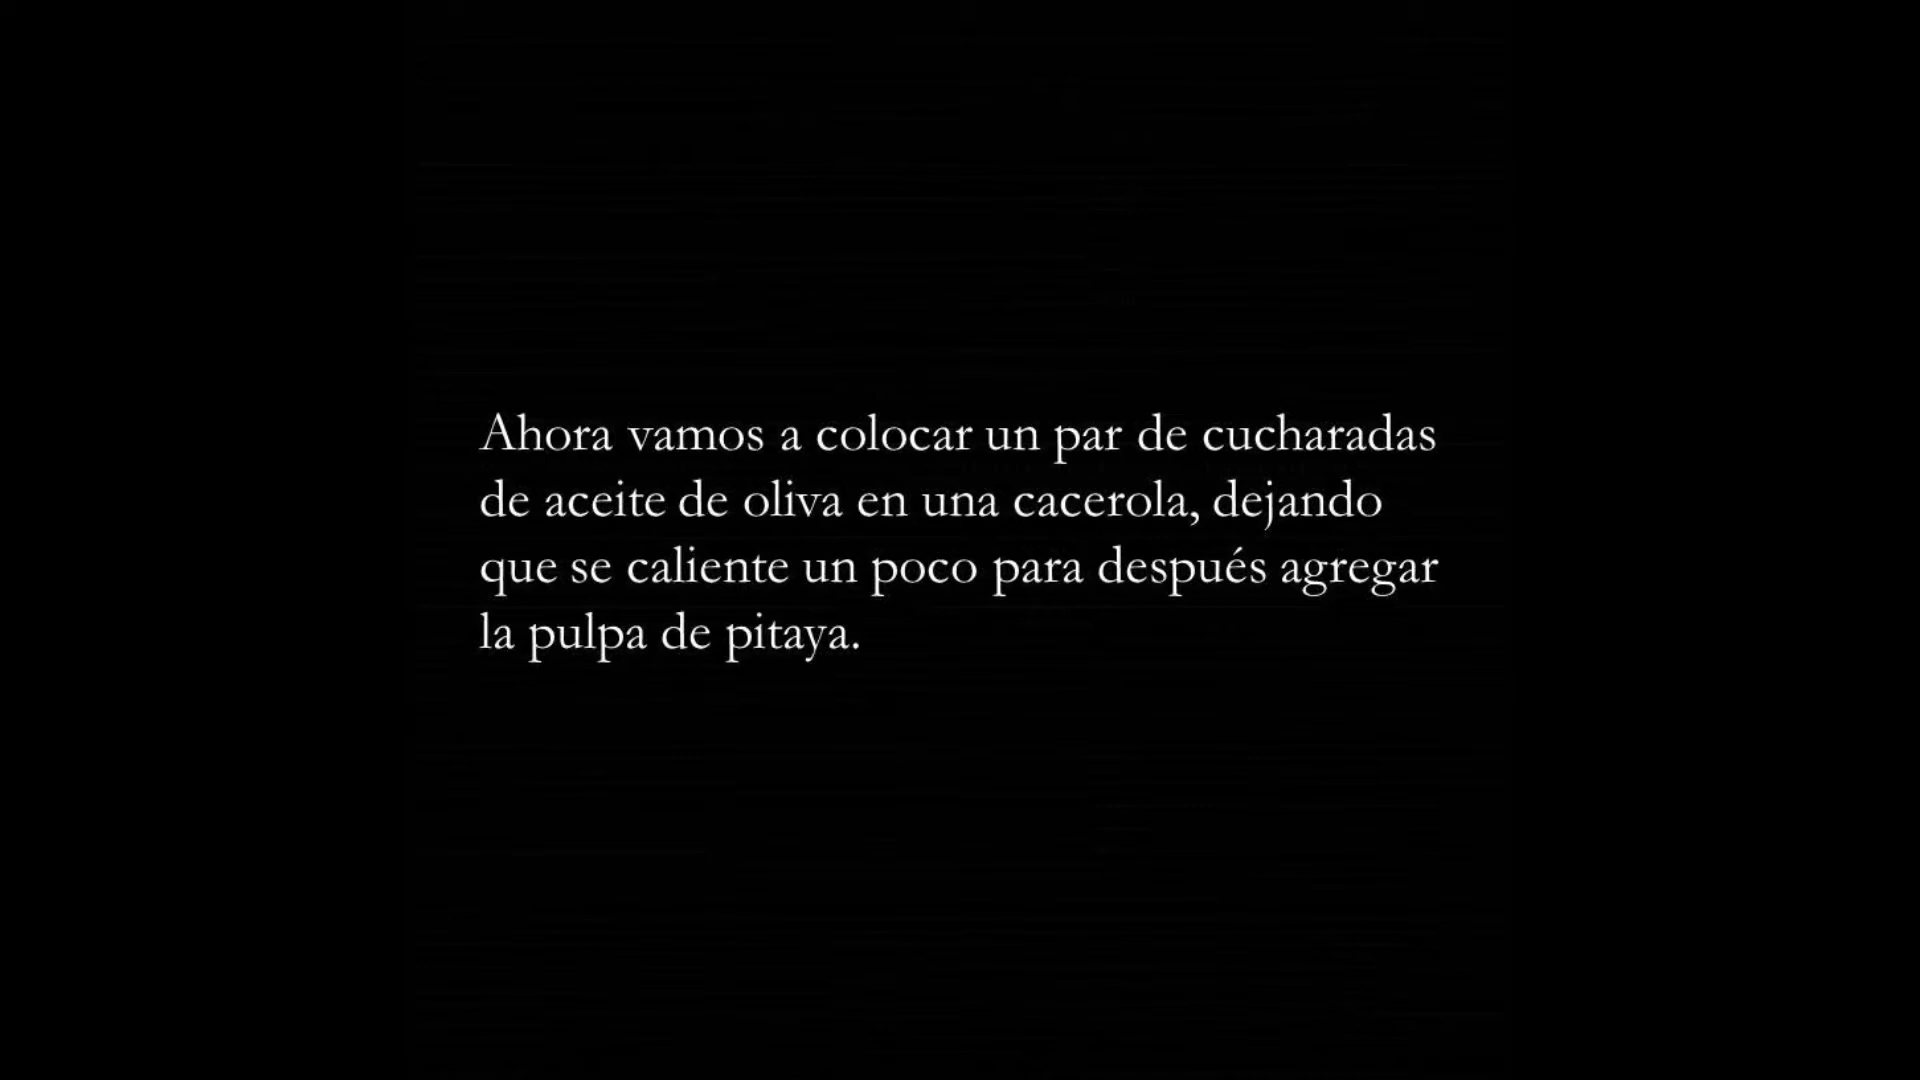 Ahora vamos a colocar un par de cucharadas
de aceite de oliva en una cacerola, dejando
que se caliente un poco para después agregar
la pulpa de pitaya.